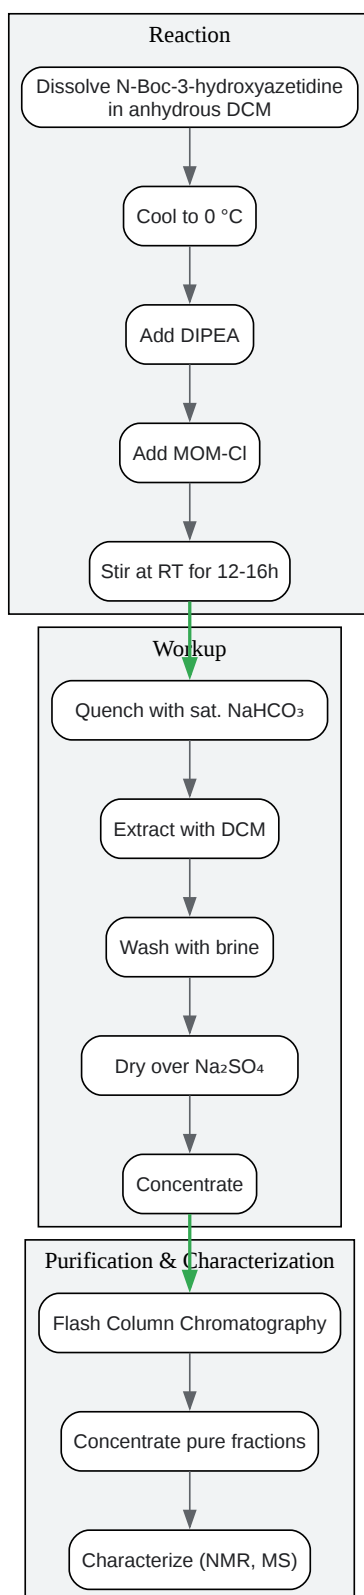 Reaction
Dissolve N-Boc-3-hydroxyazetidine
in anhydrous DCM
Cool to 0 °C
Add DIPEA
Add MOM-Cl
Stir at RT for 12-16h
Workup
Quench with sat. NaHCO₃
Extract with DCM
Wash with brine
Dry over Na₂SO₄
Concentrate
Purification & Characterization
Flash Column Chromatography
Concentrate pure fractions
Characterize (NMR, MS)